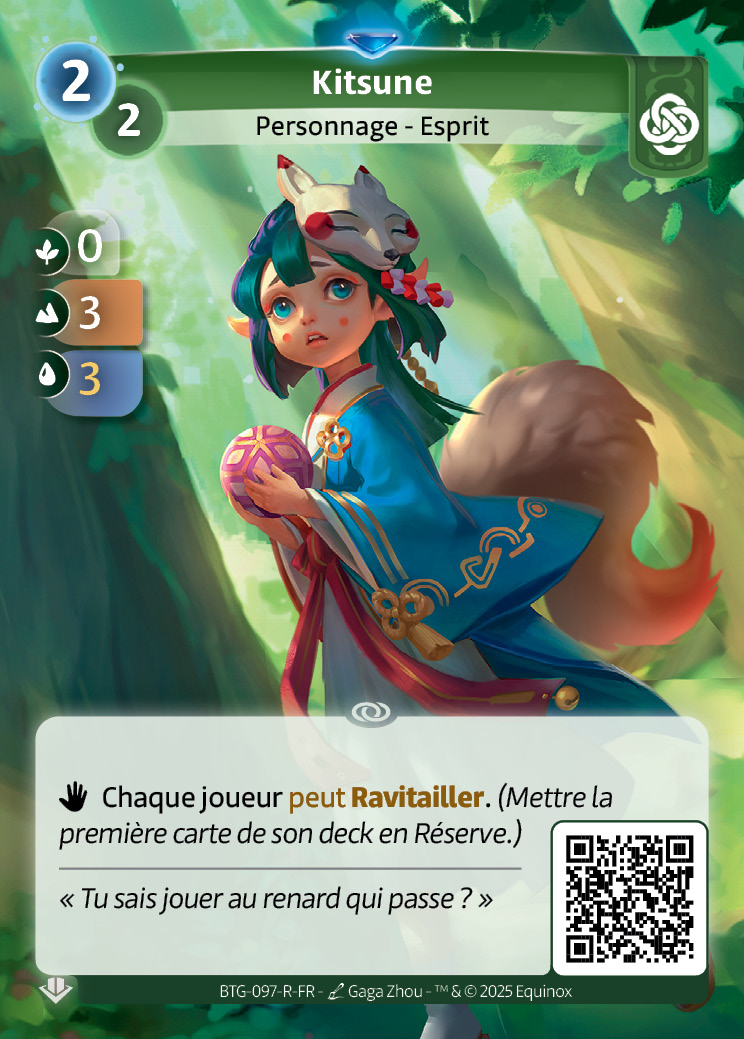 2
Kitsune
2
Personnage - Esprit
0
3
3
Chaque joueur peut Ravitailler. (Mettre la
première carte de son deck en Réserve.)
« Tu sais jouer au renard qui passe ? »
BTG-097-R-FR - Gaga Zhou - ™ & © 2025 Equinox